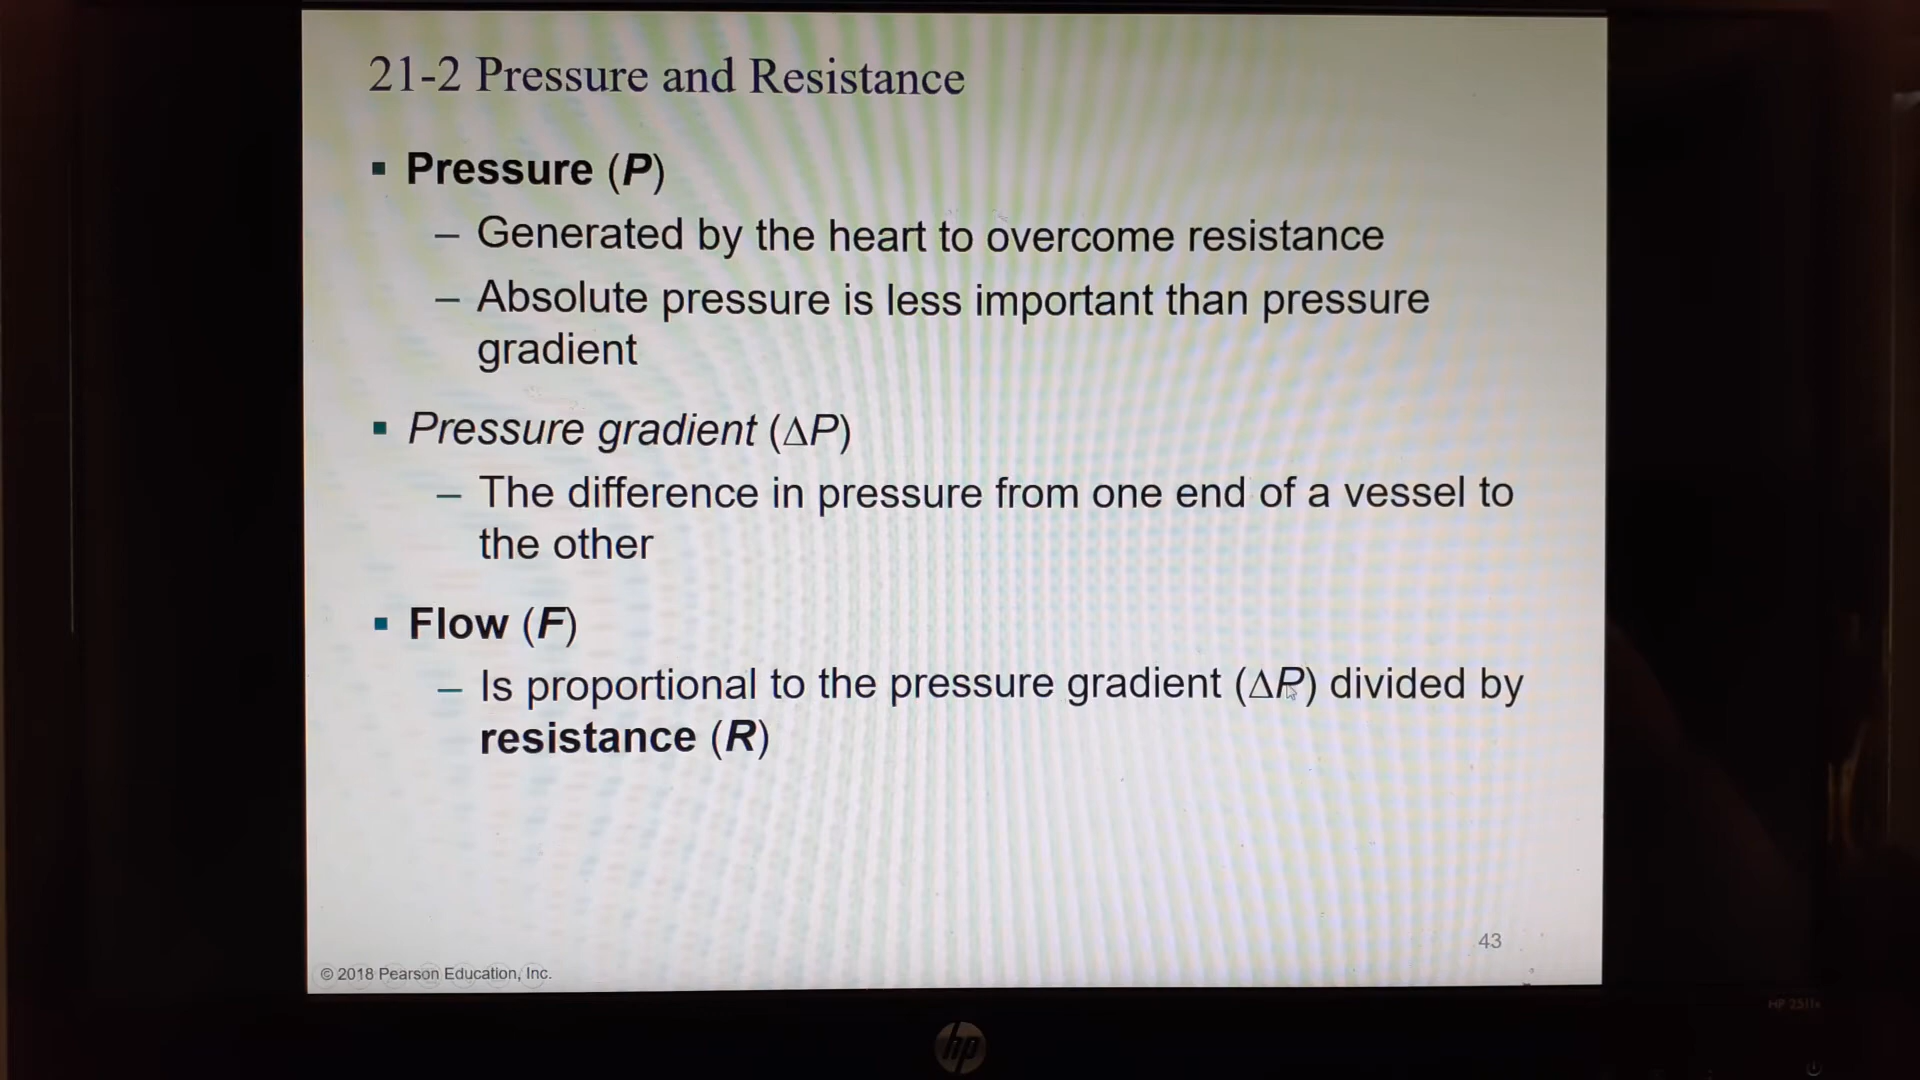 21-2 Pressure and Resistance
▪ Pressure (P)
– Generated by the heart to overcome resistance
– Absolute pressure is less important than pressure
gradient
▪ Pressure gradient (ΔP)
– The difference in pressure from one end of a vessel to
the other
▪ Flow (F)
– Is proportional to the pressure gradient (ΔP) divided by
resistance (R)
43
© 2018 Pearson Education, Inc.
hp